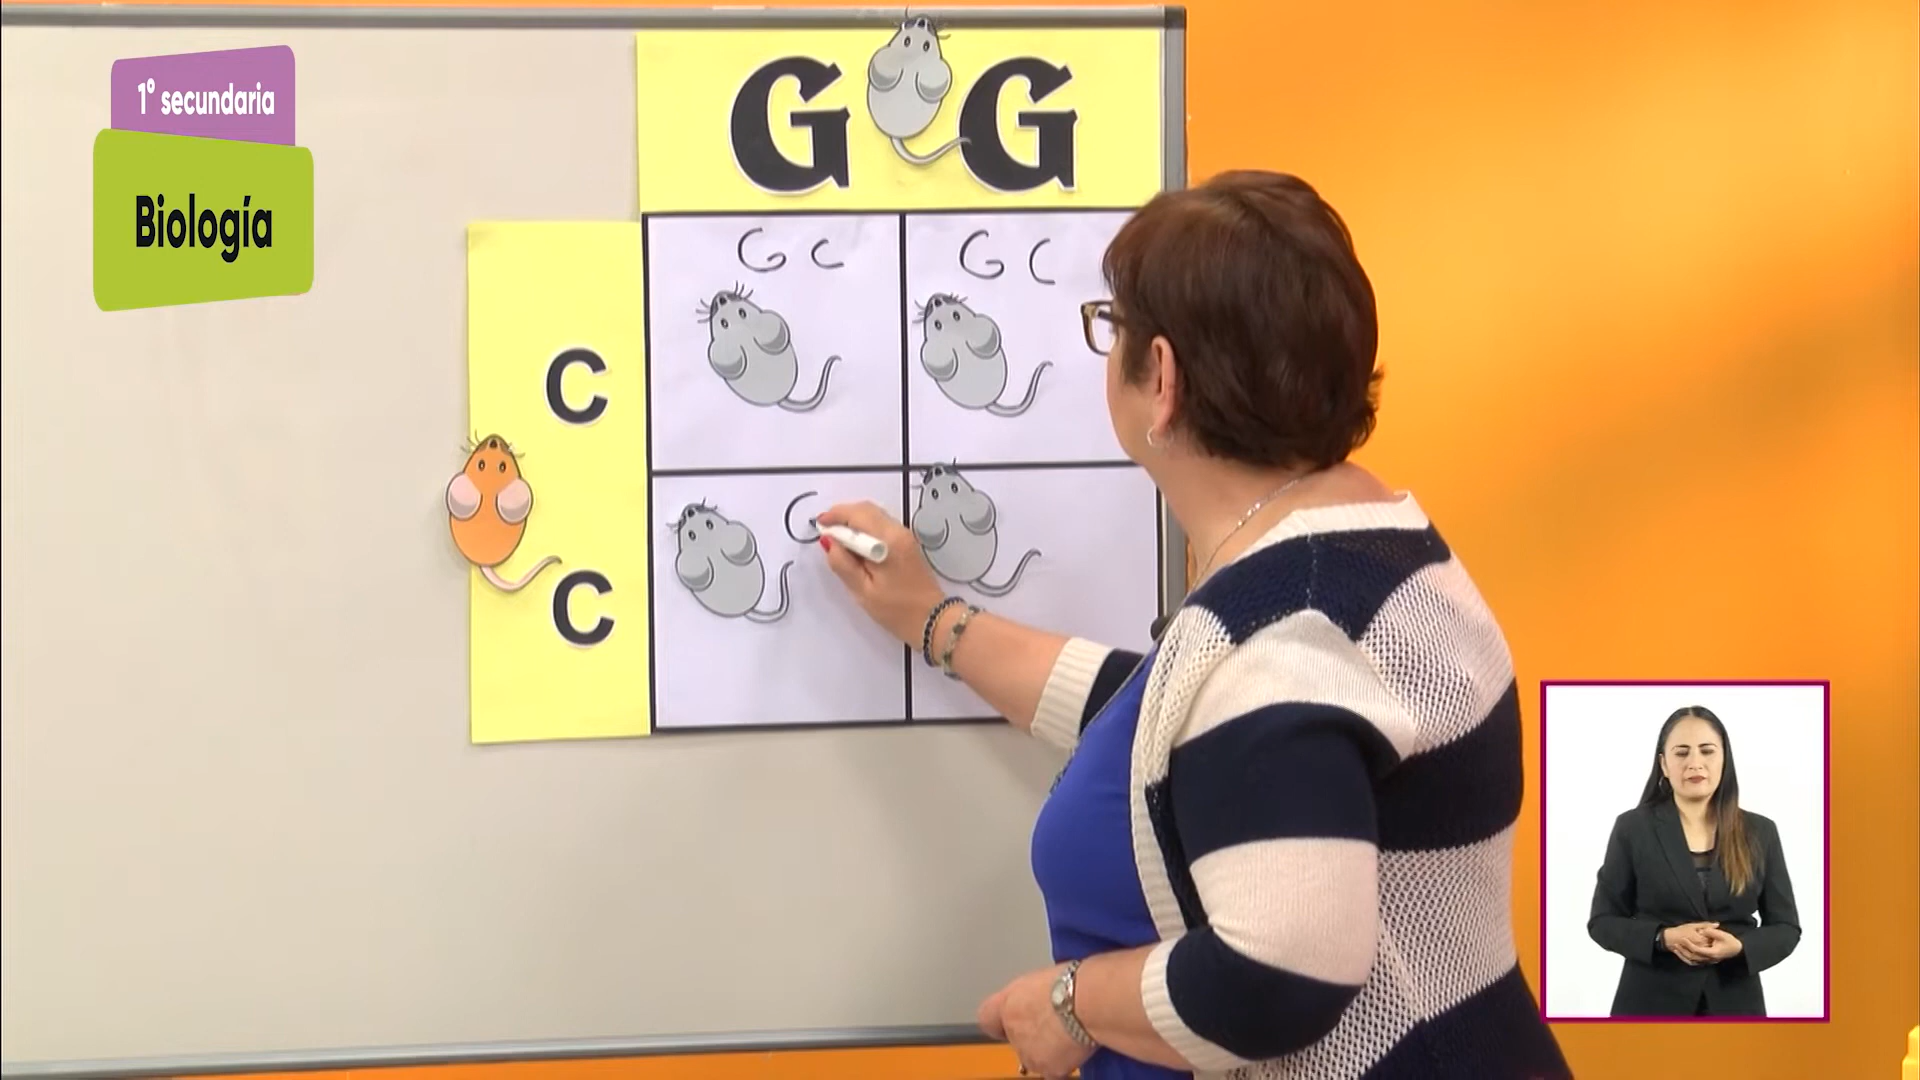 1° secundaria
Biología
G G
G c
G C
C
G
C